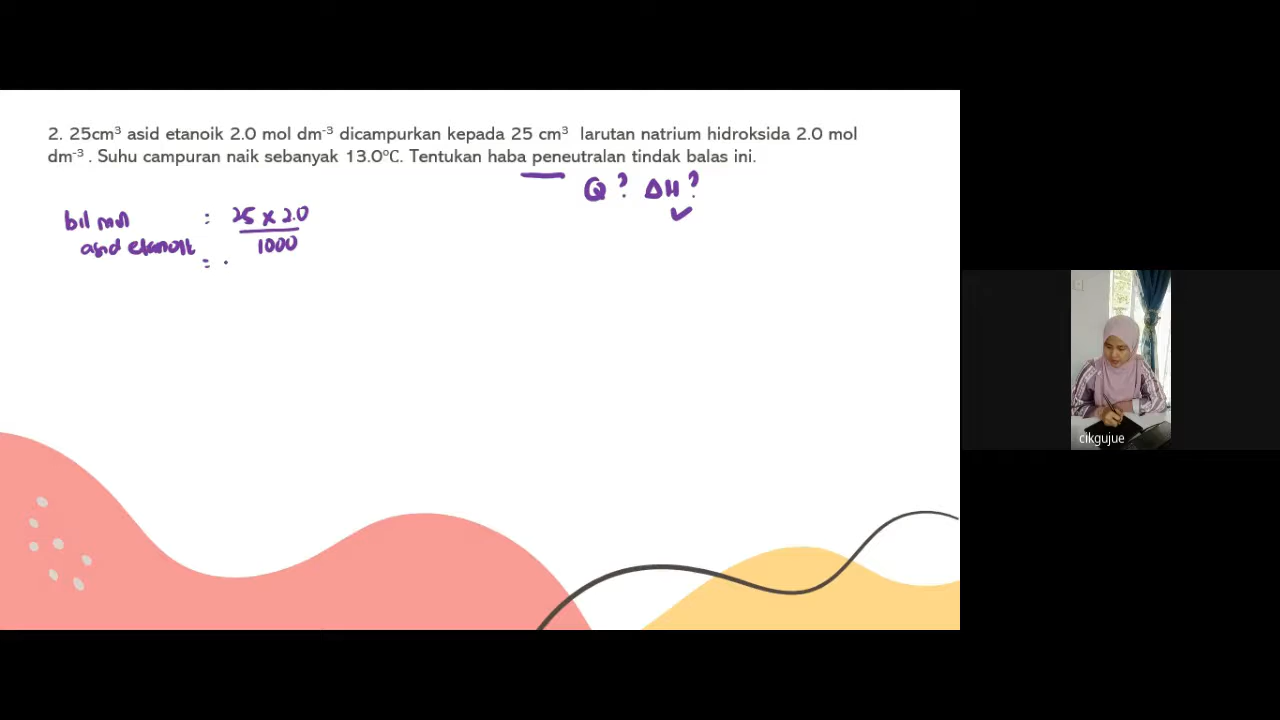 2. 25cm³ asid etanoik 2.0 mol dm⁻³ dicampurkan kepada 25 cm³ larutan natrium hidroksida 2.0 mol
dm⁻³ . Suhu campuran naik sebanyak 13.0°C. Tentukan haba peneutralan tindak balas ini.
Q ? ΔH ?
bil mol : 25 x 2.0
asid etanoik 1000
=
cikgujue